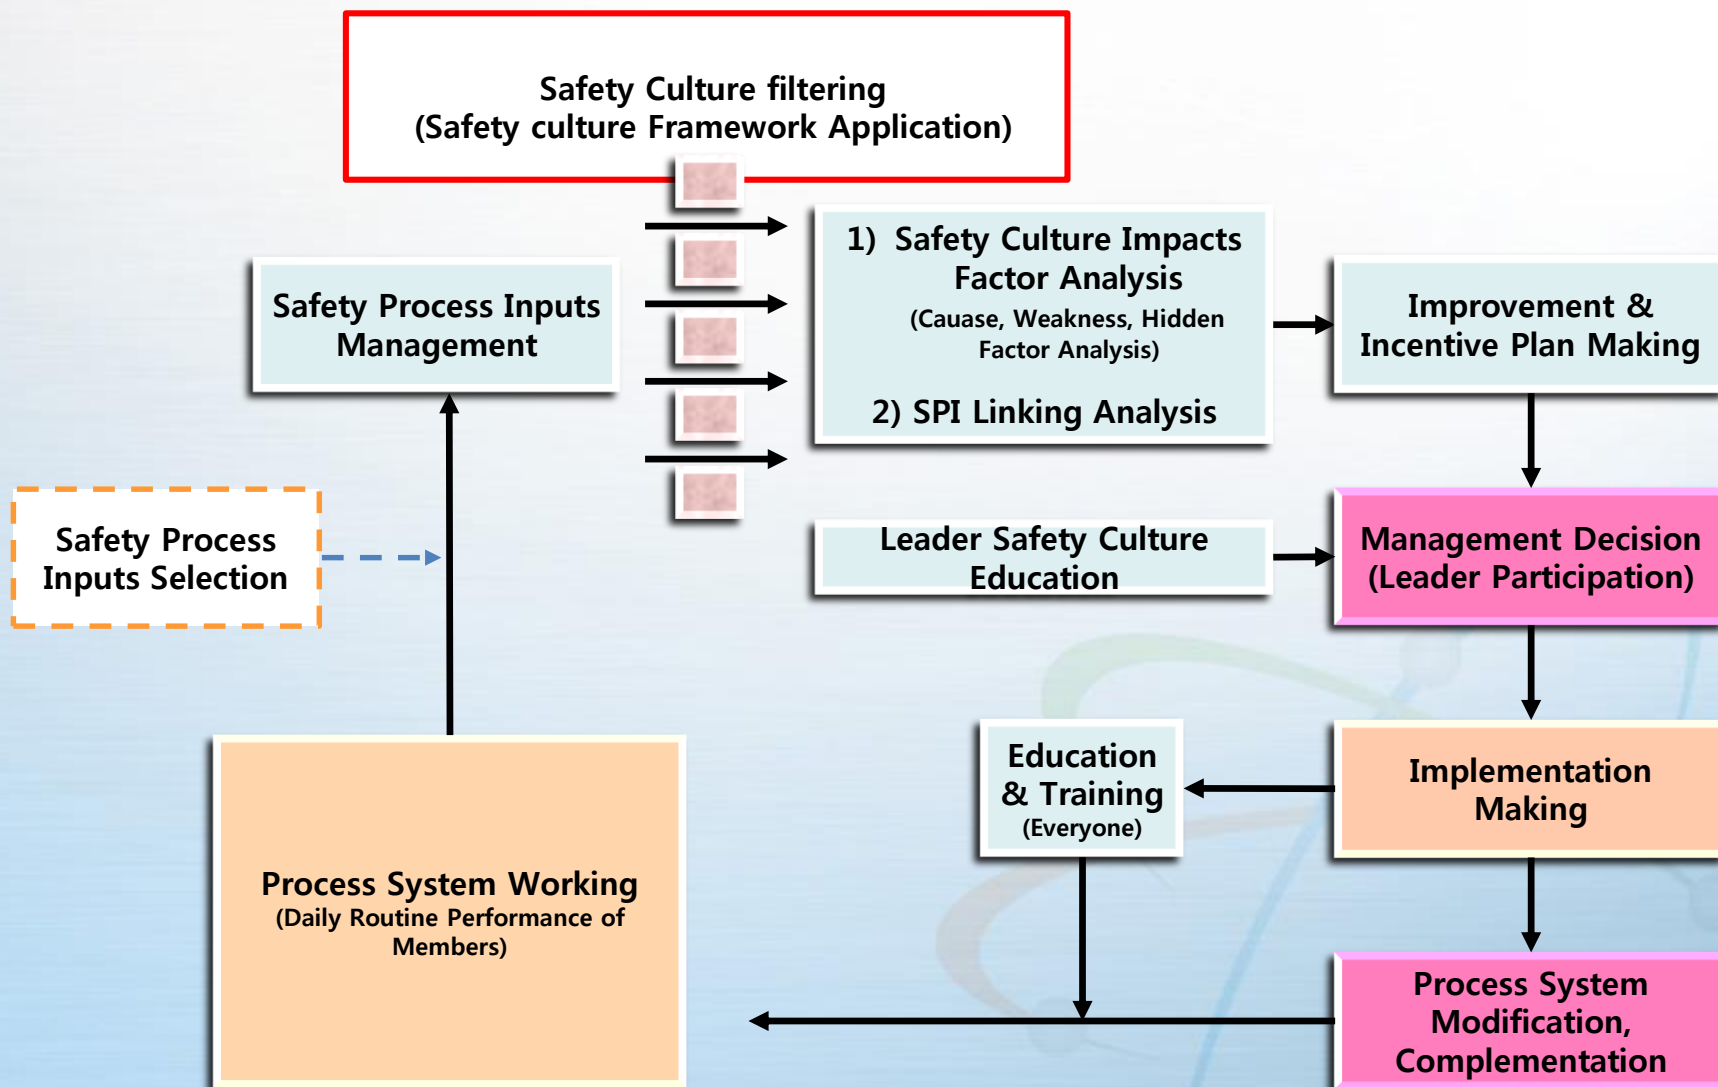 Safety Culture filtering
(Safety culture Framework Application)
Safety Process Inputs
Management
1) Safety Culture Impacts
Factor Analysis
(Cauase, Weakness, Hidden
Factor Analysis)
2) SPI Linking Analysis
Improvement &
Incentive Plan Making
Safety Process
Inputs Selection
Leader Safety Culture
Education
Management Decision
(Leader Participation)
Education
& Training
(Everyone)
Implementation
Making
Process System Working
(Daily Routine Performance of
Members)
Process System
Modification,
Complementation